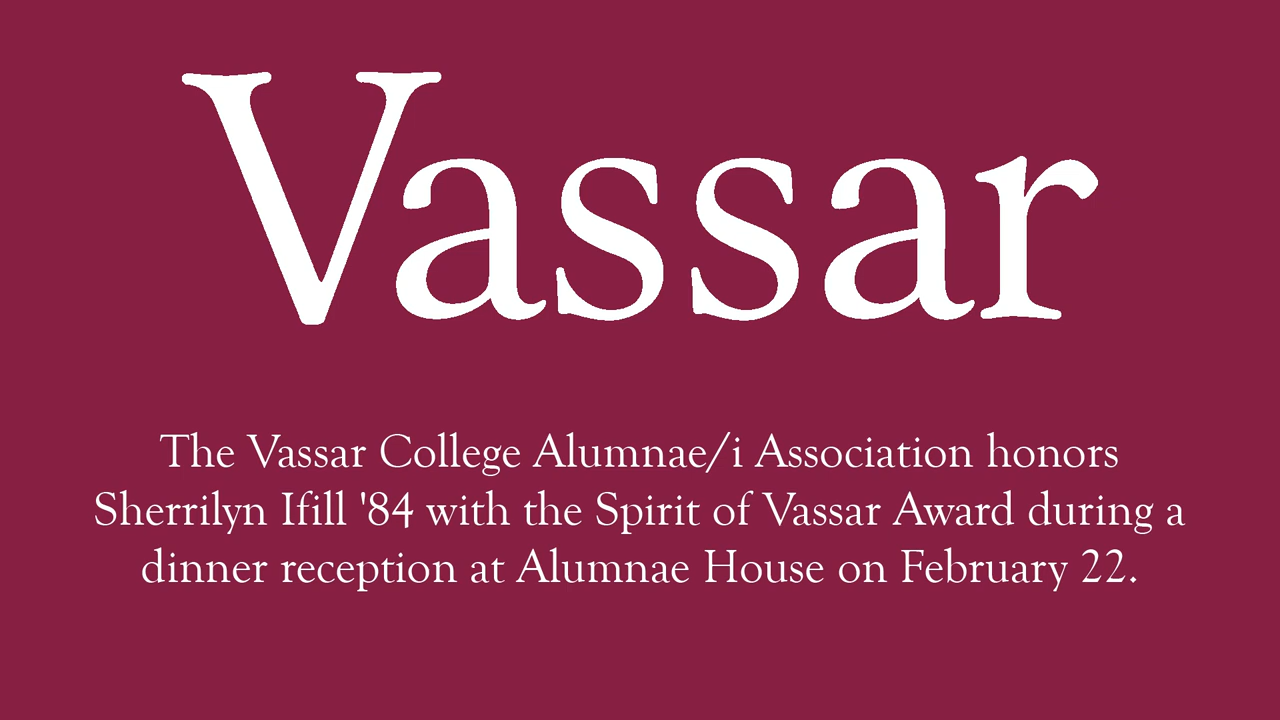 Vassar
The Vassar College Alumnae/i Association honors
Sherrilyn Ifill '84 with the Spirit of Vassar Award during a
dinner reception at Alumnae House on February 22.